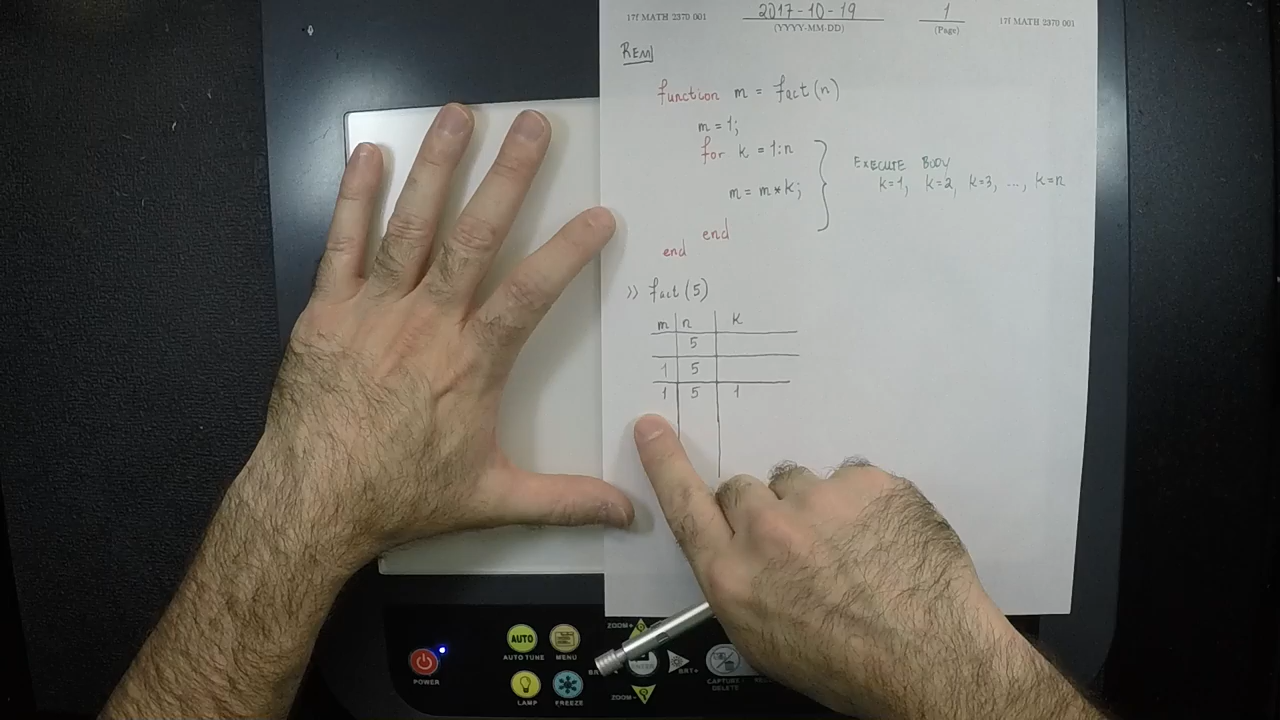 17f MATH 2370 001 2017-10-19 1 17f MATH 2370 001
(YYYY-MM-DD) (Page)
REM
function m = fact(n)
m = 1;
for k = 1:n
m = m*k;
end
end
EXECUTE BODY
k=1, k=2, k=3, ..., k=n
>> fact(5)
m n k
5
1 5
1 5 1
ZOOM+
AUTO
AUTO TUNE MENU
BRT+
POWER LAMP FREEZE
ZOOM-
CAPTURE/
DELETE